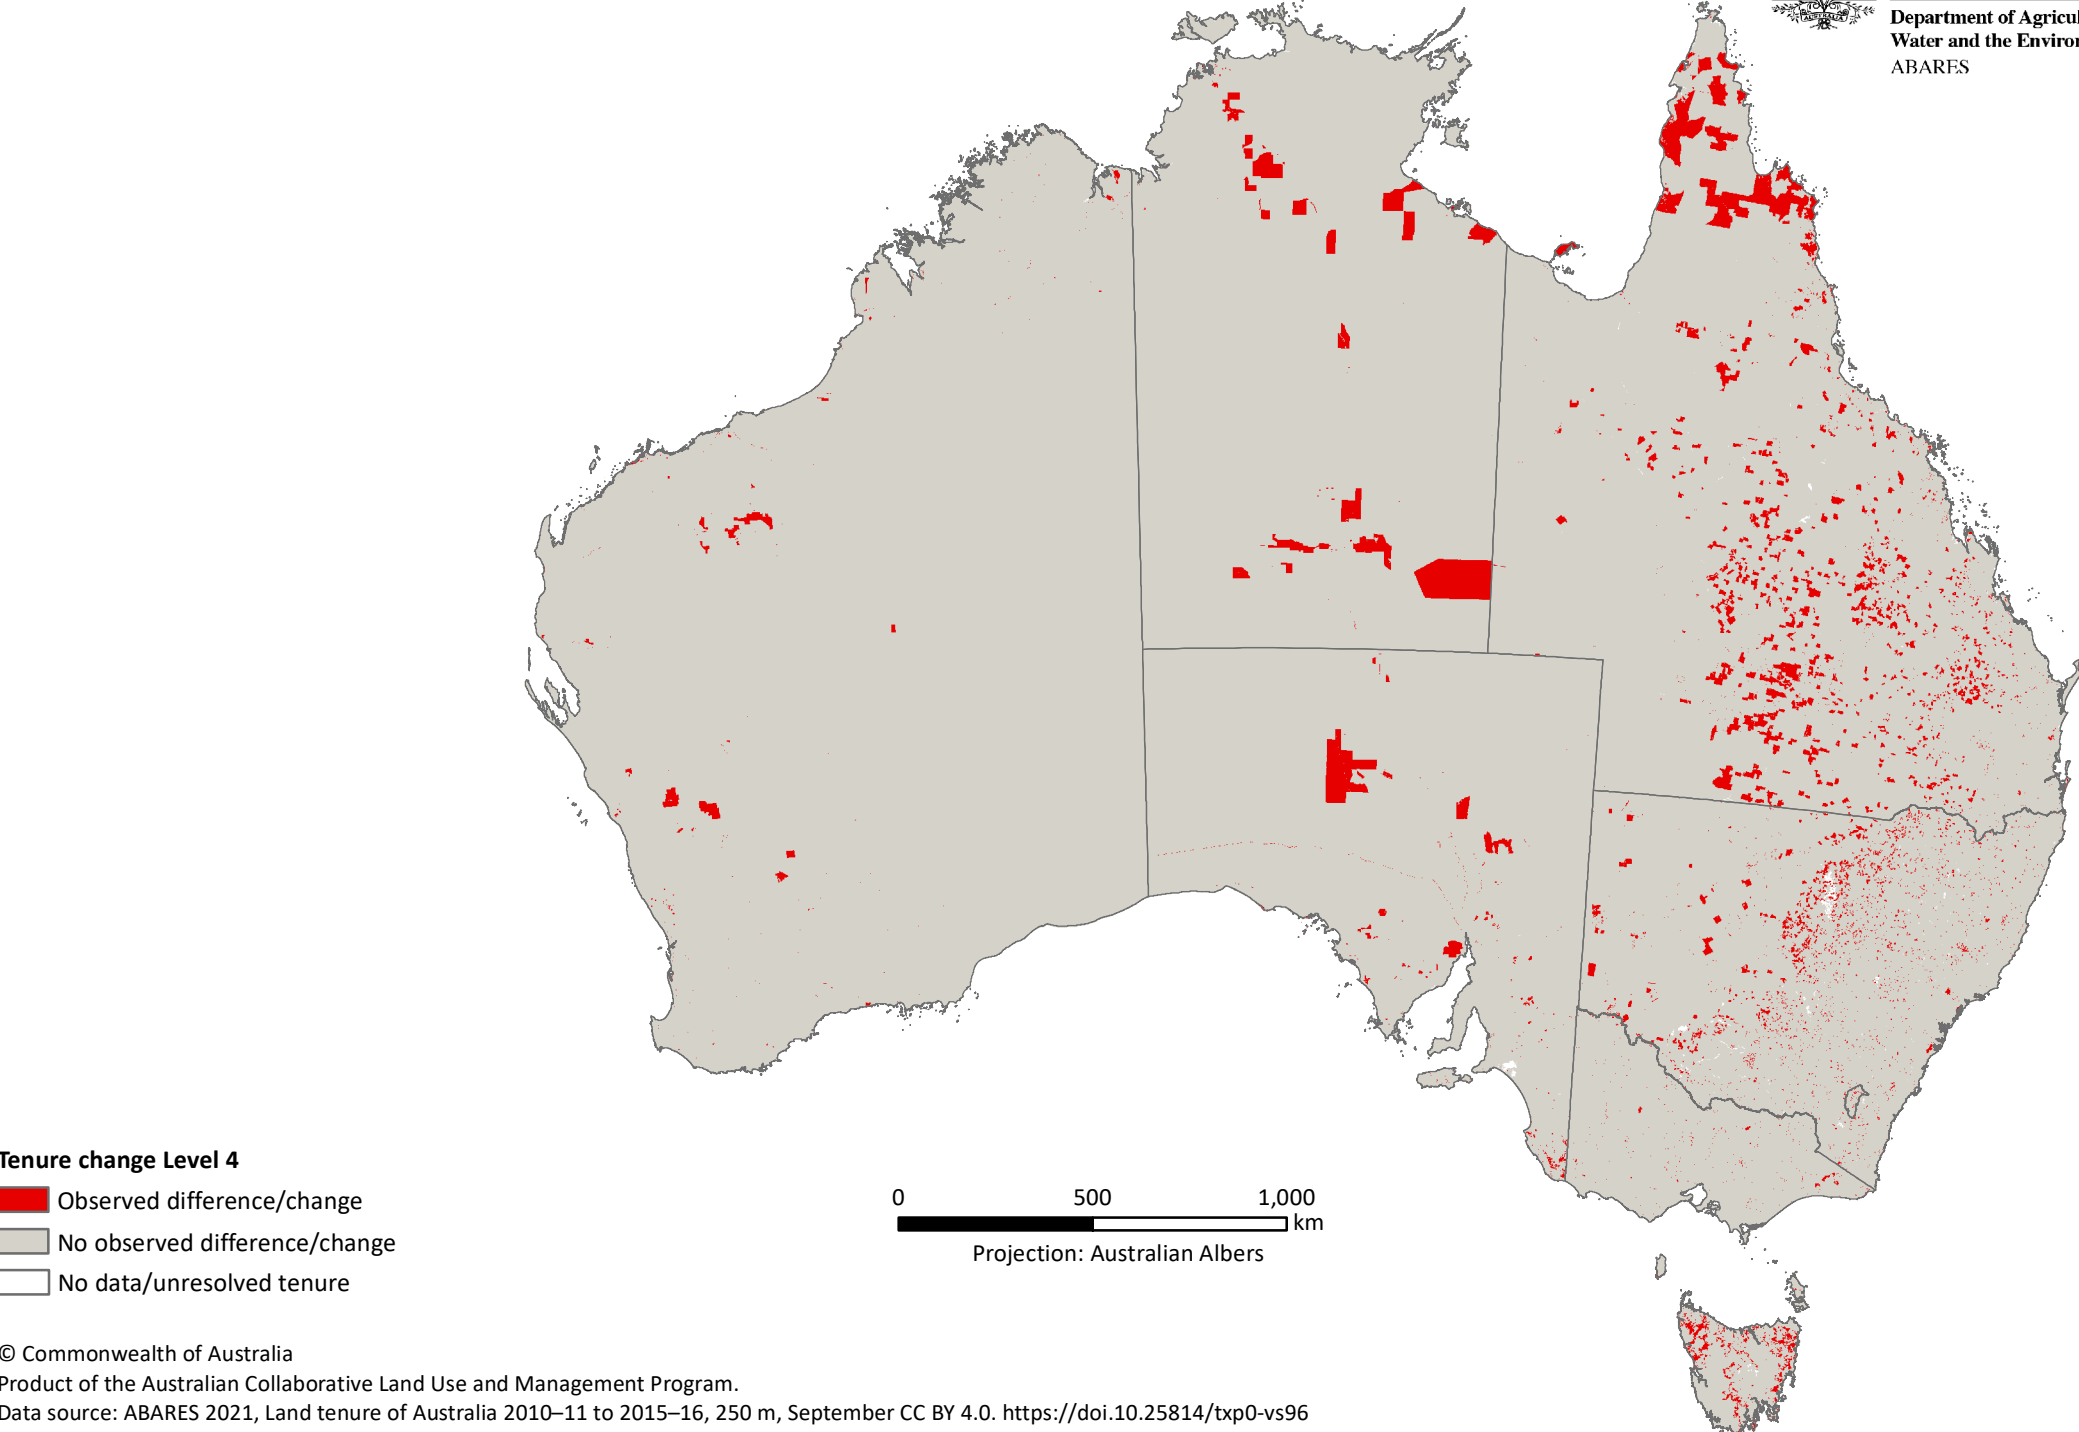 AUSTRALIA
Department of Agricul
Water and the Enviror
ABARES
Tenure change Level 4
Observed difference/change
No observed difference/change
No data/unresolved tenure
0 500 1,000
km
Projection: Australian Albers
© Commonwealth of Australia
Product of the Australian Collaborative Land Use and Management Program.
Data source: ABARES 2021, Land tenure of Australia 2010–11 to 2015–16, 250 m, September CC BY 4.0. https://doi.org/10.25814/txp0-vs96